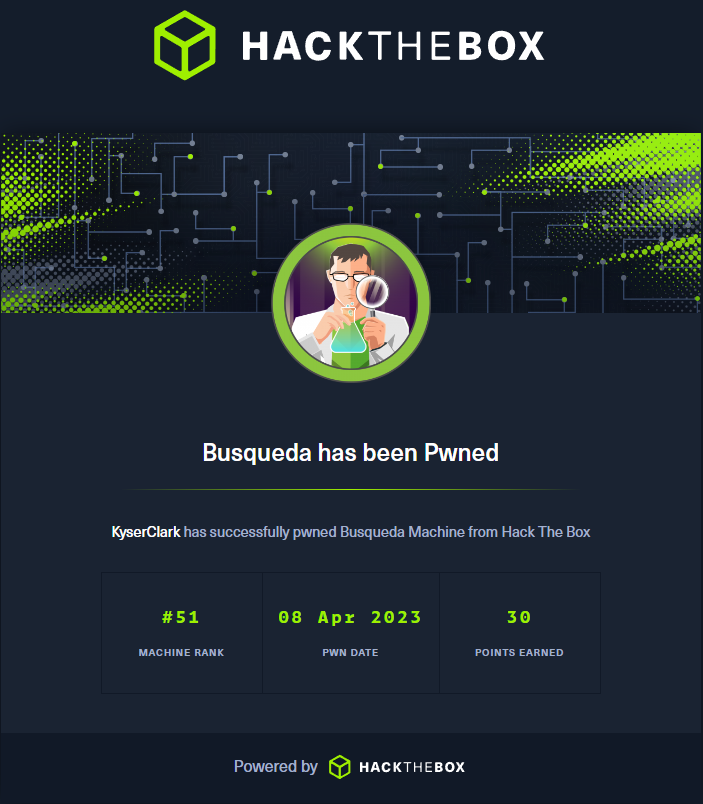 HACKTHEBOX
Busqueda has been Pwned
KyserClark has successfully pwned Busqueda Machine from Hack The Box
#51 08 Apr 2023 30
MACHINE RANK PWN DATE POINTS EARNED
Powered by HACKTHEBOX